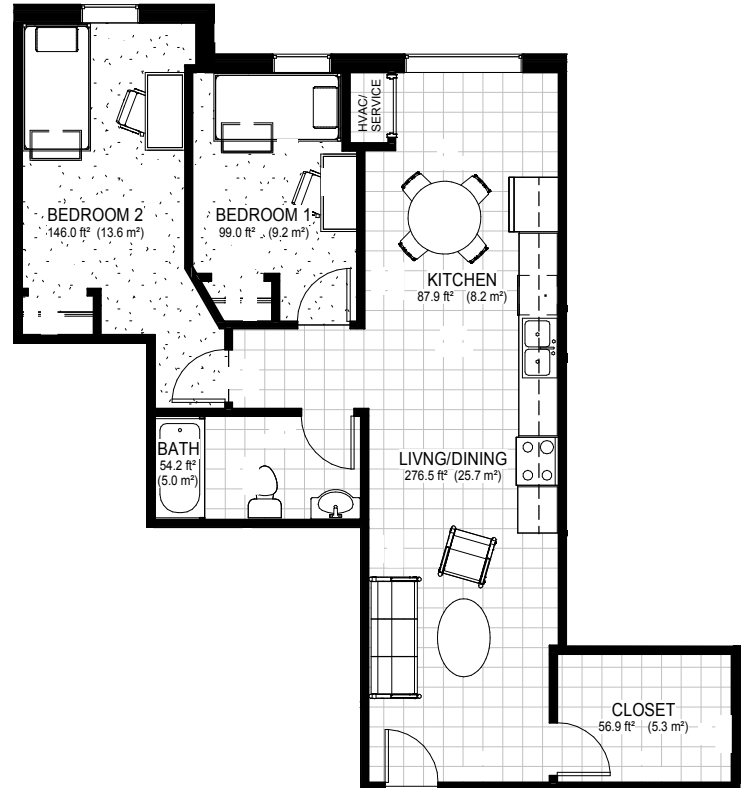 HVAC/
SERVICE
BEDROOM 2
146.0 ft² (13.6 m²)
BEDROOM 1
99.0 ft² (9.2 m²)
KITCHEN
87.9 ft² (8.2 m²)
BATH
54.2 ft²
(5.0 m²)
LIVNG/DINING
276.5 ft² (25.7 m²)
CLOSET
56.9 ft² (5.3 m²)